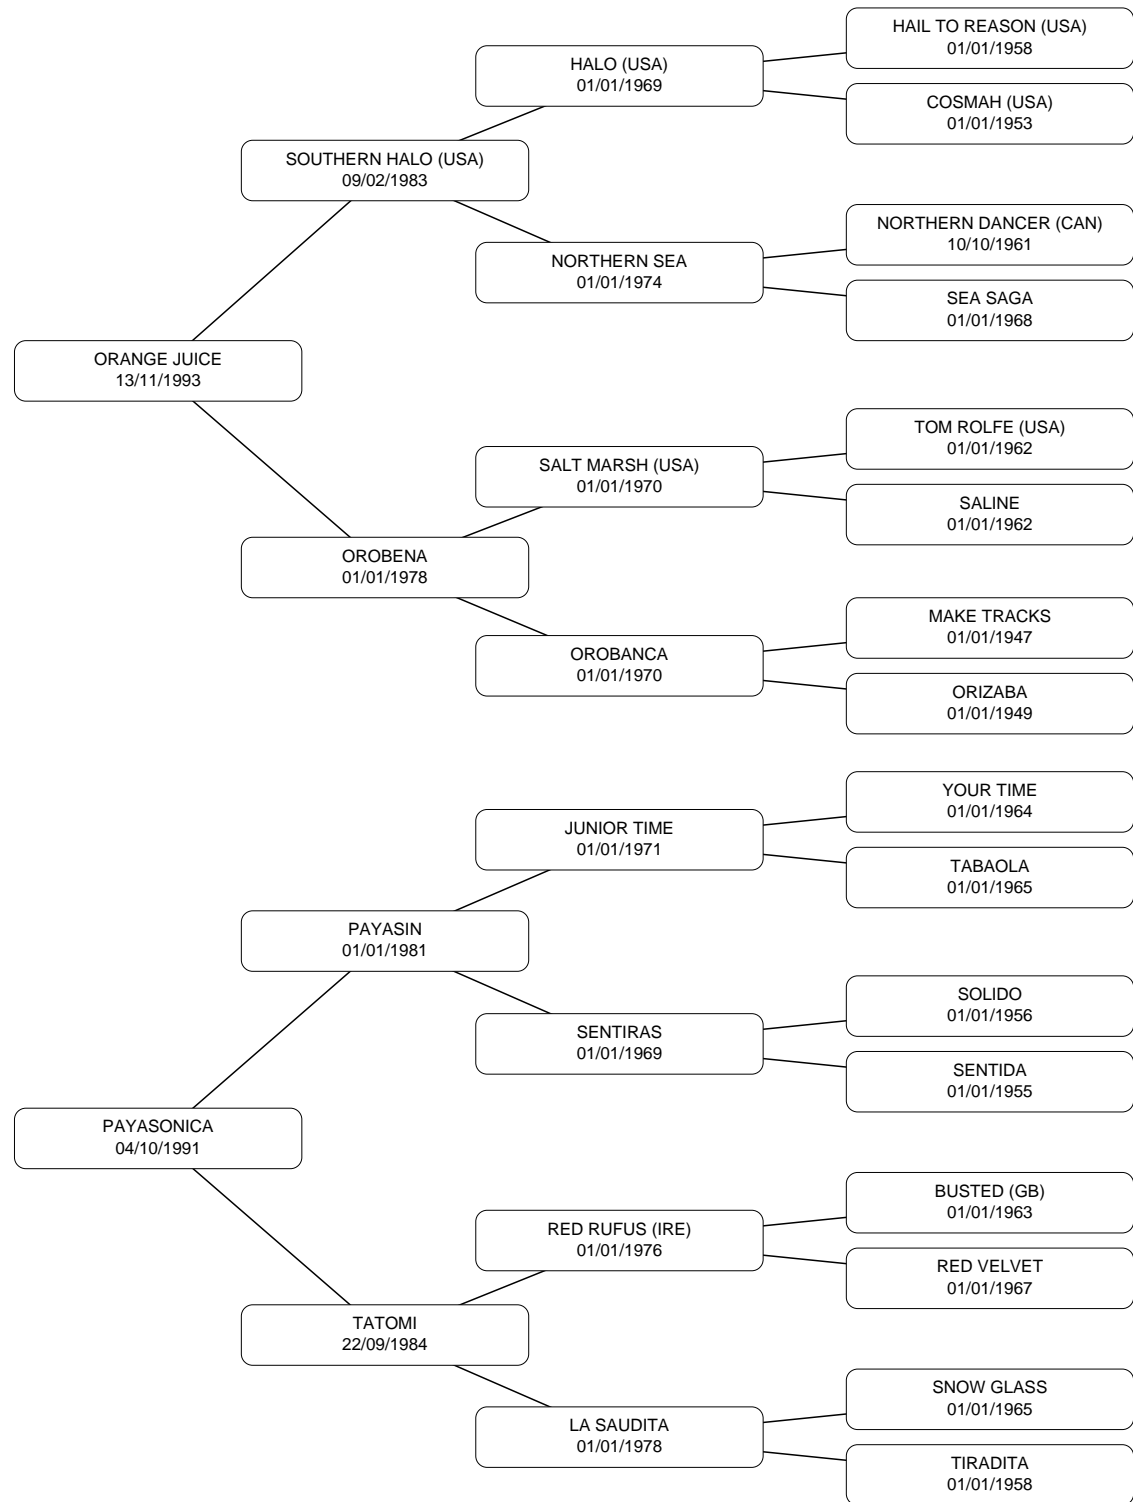 HAIL TO REASON (USA)
01/01/1958
HALO (USA)
01/01/1969
COSMAH (USA)
01/01/1953
SOUTHERN HALO (USA)
09/02/1983
NORTHERN DANCER (CAN)
10/10/1961
NORTHERN SEA
01/01/1974
SEA SAGA
01/01/1968
ORANGE JUICE
13/11/1993
TOM ROLFE (USA)
01/01/1962
SALT MARSH (USA)
01/01/1970
SALINE
01/01/1962
OROBENA
01/01/1978
MAKE TRACKS
01/01/1947
OROBANCA
01/01/1970
ORIZABA
01/01/1949
YOUR TIME
01/01/1964
JUNIOR TIME
01/01/1971
TABAOLA
01/01/1965
PAYASIN
01/01/1981
SOLIDO
01/01/1956
SENTIRAS
01/01/1969
SENTIDA
01/01/1955
PAYASONICA
04/10/1991
BUSTED (GB)
01/01/1963
RED RUFUS (IRE)
01/01/1976
RED VELVET
01/01/1967
TATOMI
22/09/1984
SNOW GLASS
01/01/1965
LA SAUDITA
01/01/1978
TIRADITA
01/01/1958